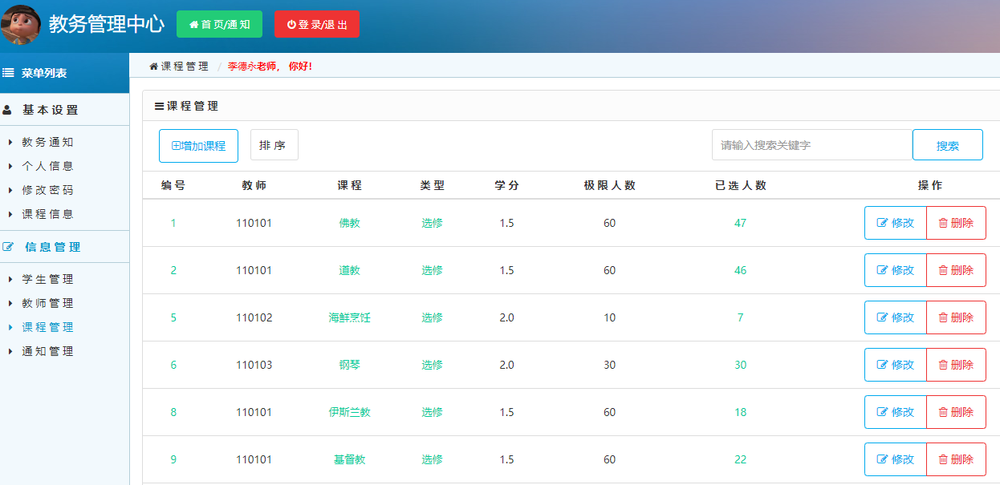 教务管理中心 首页/通知 登录/退出
菜单列表
课程管理 / 李德永老师， 你好!
基本设置
教务通知
个人信息
修改密码
课程信息
信息管理
学生管理
教师管理
课程管理
通知管理
课程管理
增加课程 排序 请输入搜索关键字 搜索
编号 教师 课程 类型 学分 极限人数 已选人数 操作
1 110101 佛教 选修 1.5 60 47 修改 删除
2 110101 道教 选修 1.5 60 46 修改 删除
5 110102 海鲜烹饪 选修 2.0 10 7 修改 删除
6 110103 钢琴 选修 2.0 30 30 修改 删除
8 110101 伊斯兰教 选修 1.5 60 18 修改 删除
9 110101 基督教 选修 1.5 60 22 修改 删除